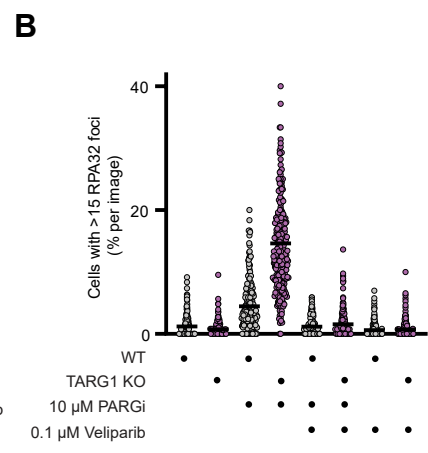 B
Cells with >15 RPA32 foci
(% per image)
40
20
0
WT
TARG1 KO
10 µM PARGi
0.1 µM Veliparib